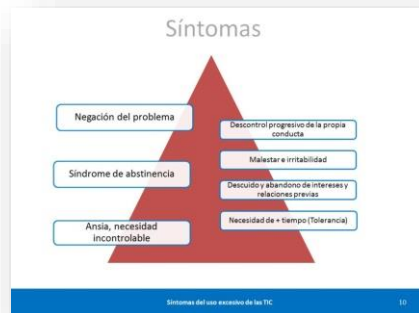 Síntomas
Negación del problema
Síndrome de abstinencia
Ansia, necesidad
incontrolable
Descontrol progresivo de la propia
conducta
Malestar e irritabilidad
Descuido y abandono de intereses y
relaciones previas
Necesidad de + tiempo (Tolerancia)
Síntomas del uso excesivo de las TIC
10